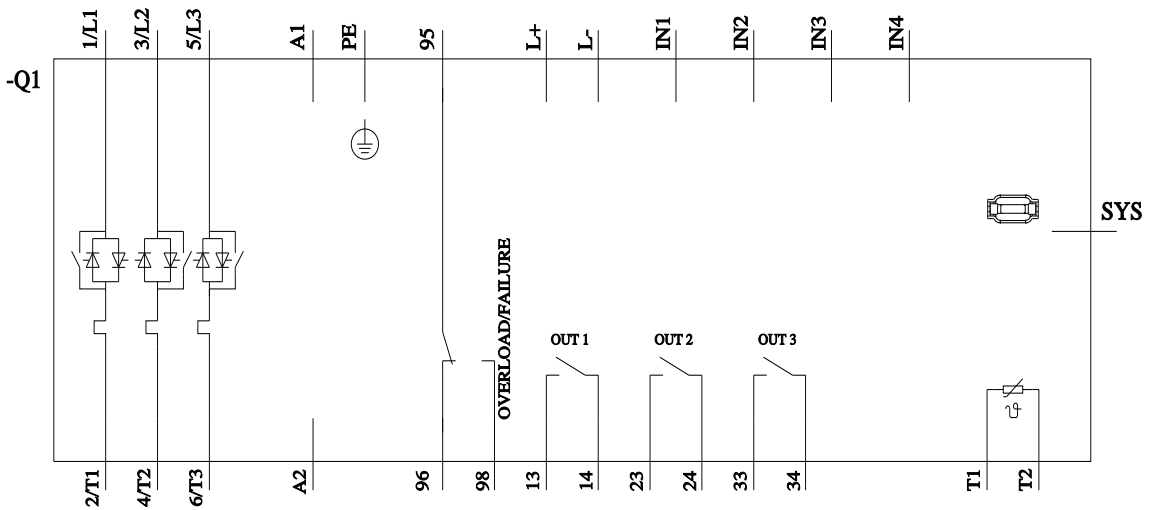 1/L1
3/L2
5/L3
A1
PE
95
L+
L-
IN1
IN2
IN3
IN4
-Q1
SYS
OVERLOAD/FAILURE
OUT 1
OUT 2
OUT 3
ϑ
2/T1
4/T2
6/T3
A2
96
98
13
14
23
24
33
34
T1
T2